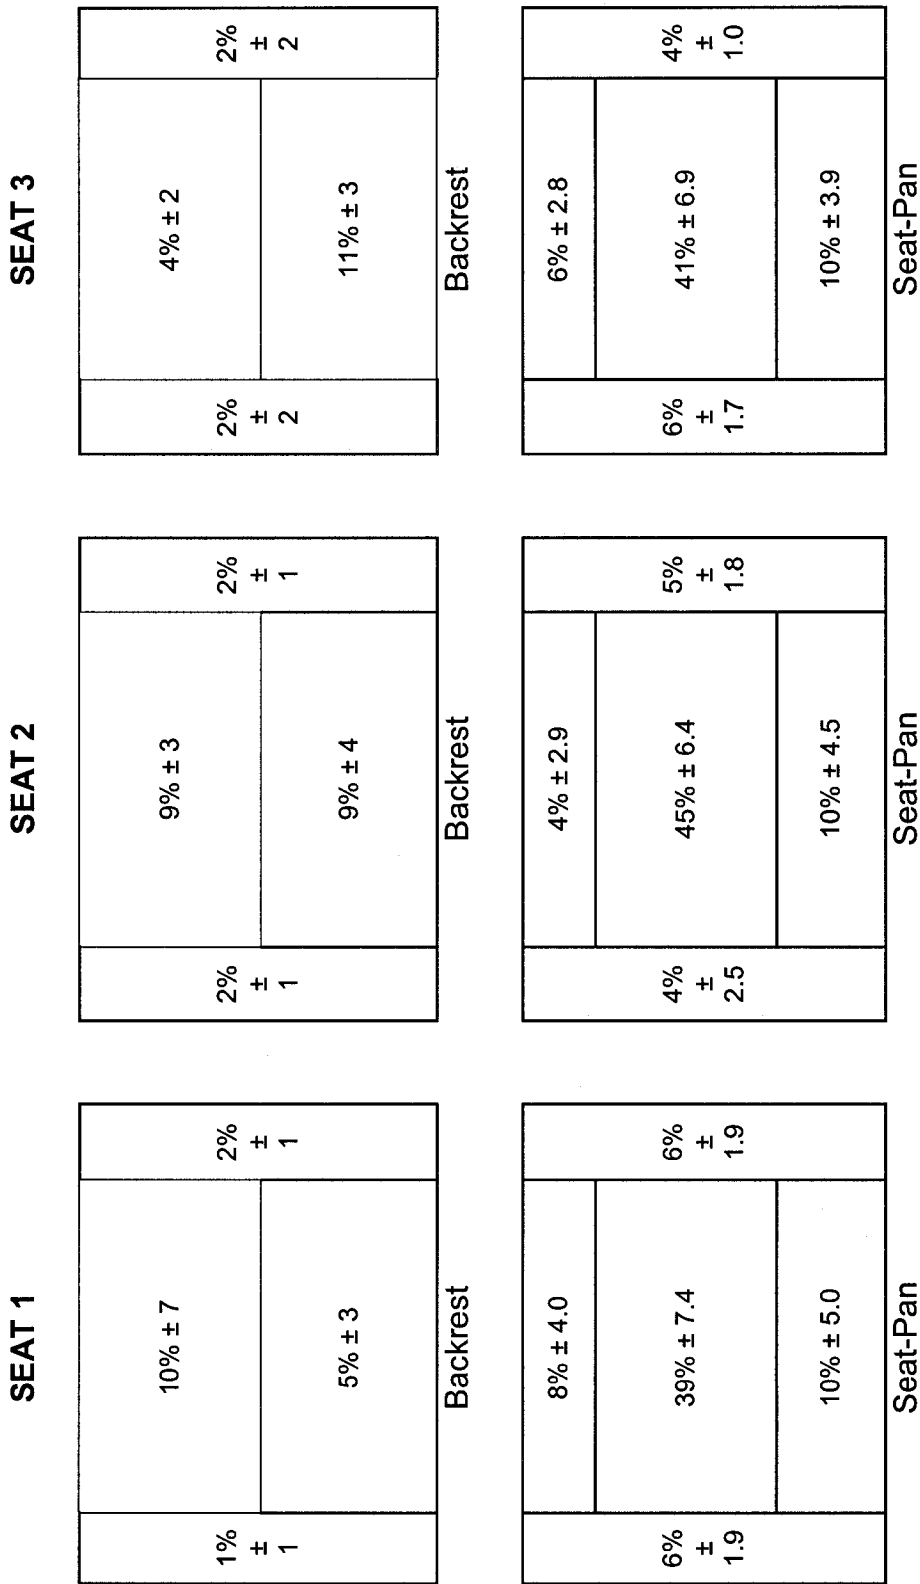 SEAT 1
SEAT 2
SEAT 3
1%
±
1
10% ± 7
5% ± 3
2%
±
1
Backrest
2%
±
1
9% ± 3
9% ± 4
2%
±
1
Backrest
2%
±
2
4% ± 2
11% ± 3
2%
±
2
Backrest
6%
±
1.9
8% ± 4.0
39% ± 7.4
10% ± 5.0
6%
±
1.9
Seat-Pan
4%
±
2.5
4% ± 2.9
45% ± 6.4
10% ± 4.5
5%
±
1.8
Seat-Pan
6%
±
1.7
6% ± 2.8
41% ± 6.9
10% ± 3.9
4%
±
1.0
Seat-Pan